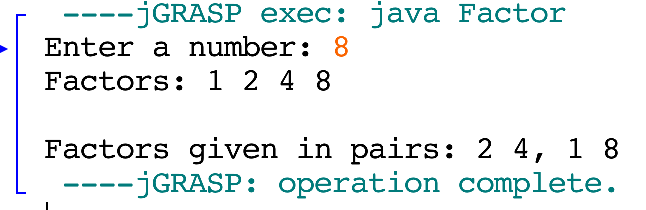 ----jGRASP exec: java Factor
Enter a number: 8
Factors: 1 2 4 8
Factors given in pairs: 2 4, 1 8
----jGRASP: operation complete.